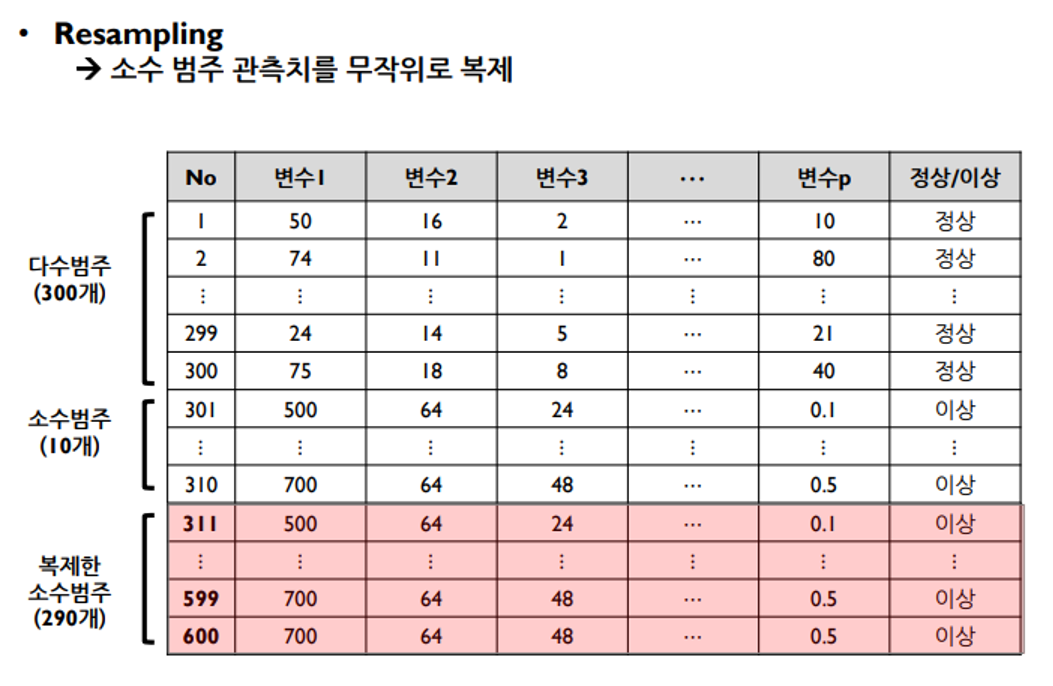 • Resampling
→ 소수 범주 관측치를 무작위로 복제
No 변수1 변수2 변수3 ⋯ 변수p 정상/이상
다수범주
(300개)
1 50 16 2 ⋯ 10 정상
2 74 11 1 ⋯ 80 정상
⋮ ⋮ ⋮ ⋮ ⋮ ⋮ ⋮
299 24 14 5 ⋯ 21 정상
300 75 18 8 ⋯ 40 정상
소수범주
(10개)
301 500 64 24 ⋯ 0.1 이상
⋮ ⋮ ⋮ ⋮ ⋮ ⋮ ⋮
310 700 64 48 ⋯ 0.5 이상
복제한
소수범주
(290개)
311 500 64 24 ⋯ 0.1 이상
⋮ ⋮ ⋮ ⋮ ⋮ ⋮ ⋮
599 700 64 48 ⋯ 0.5 이상
600 700 64 48 ⋯ 0.5 이상